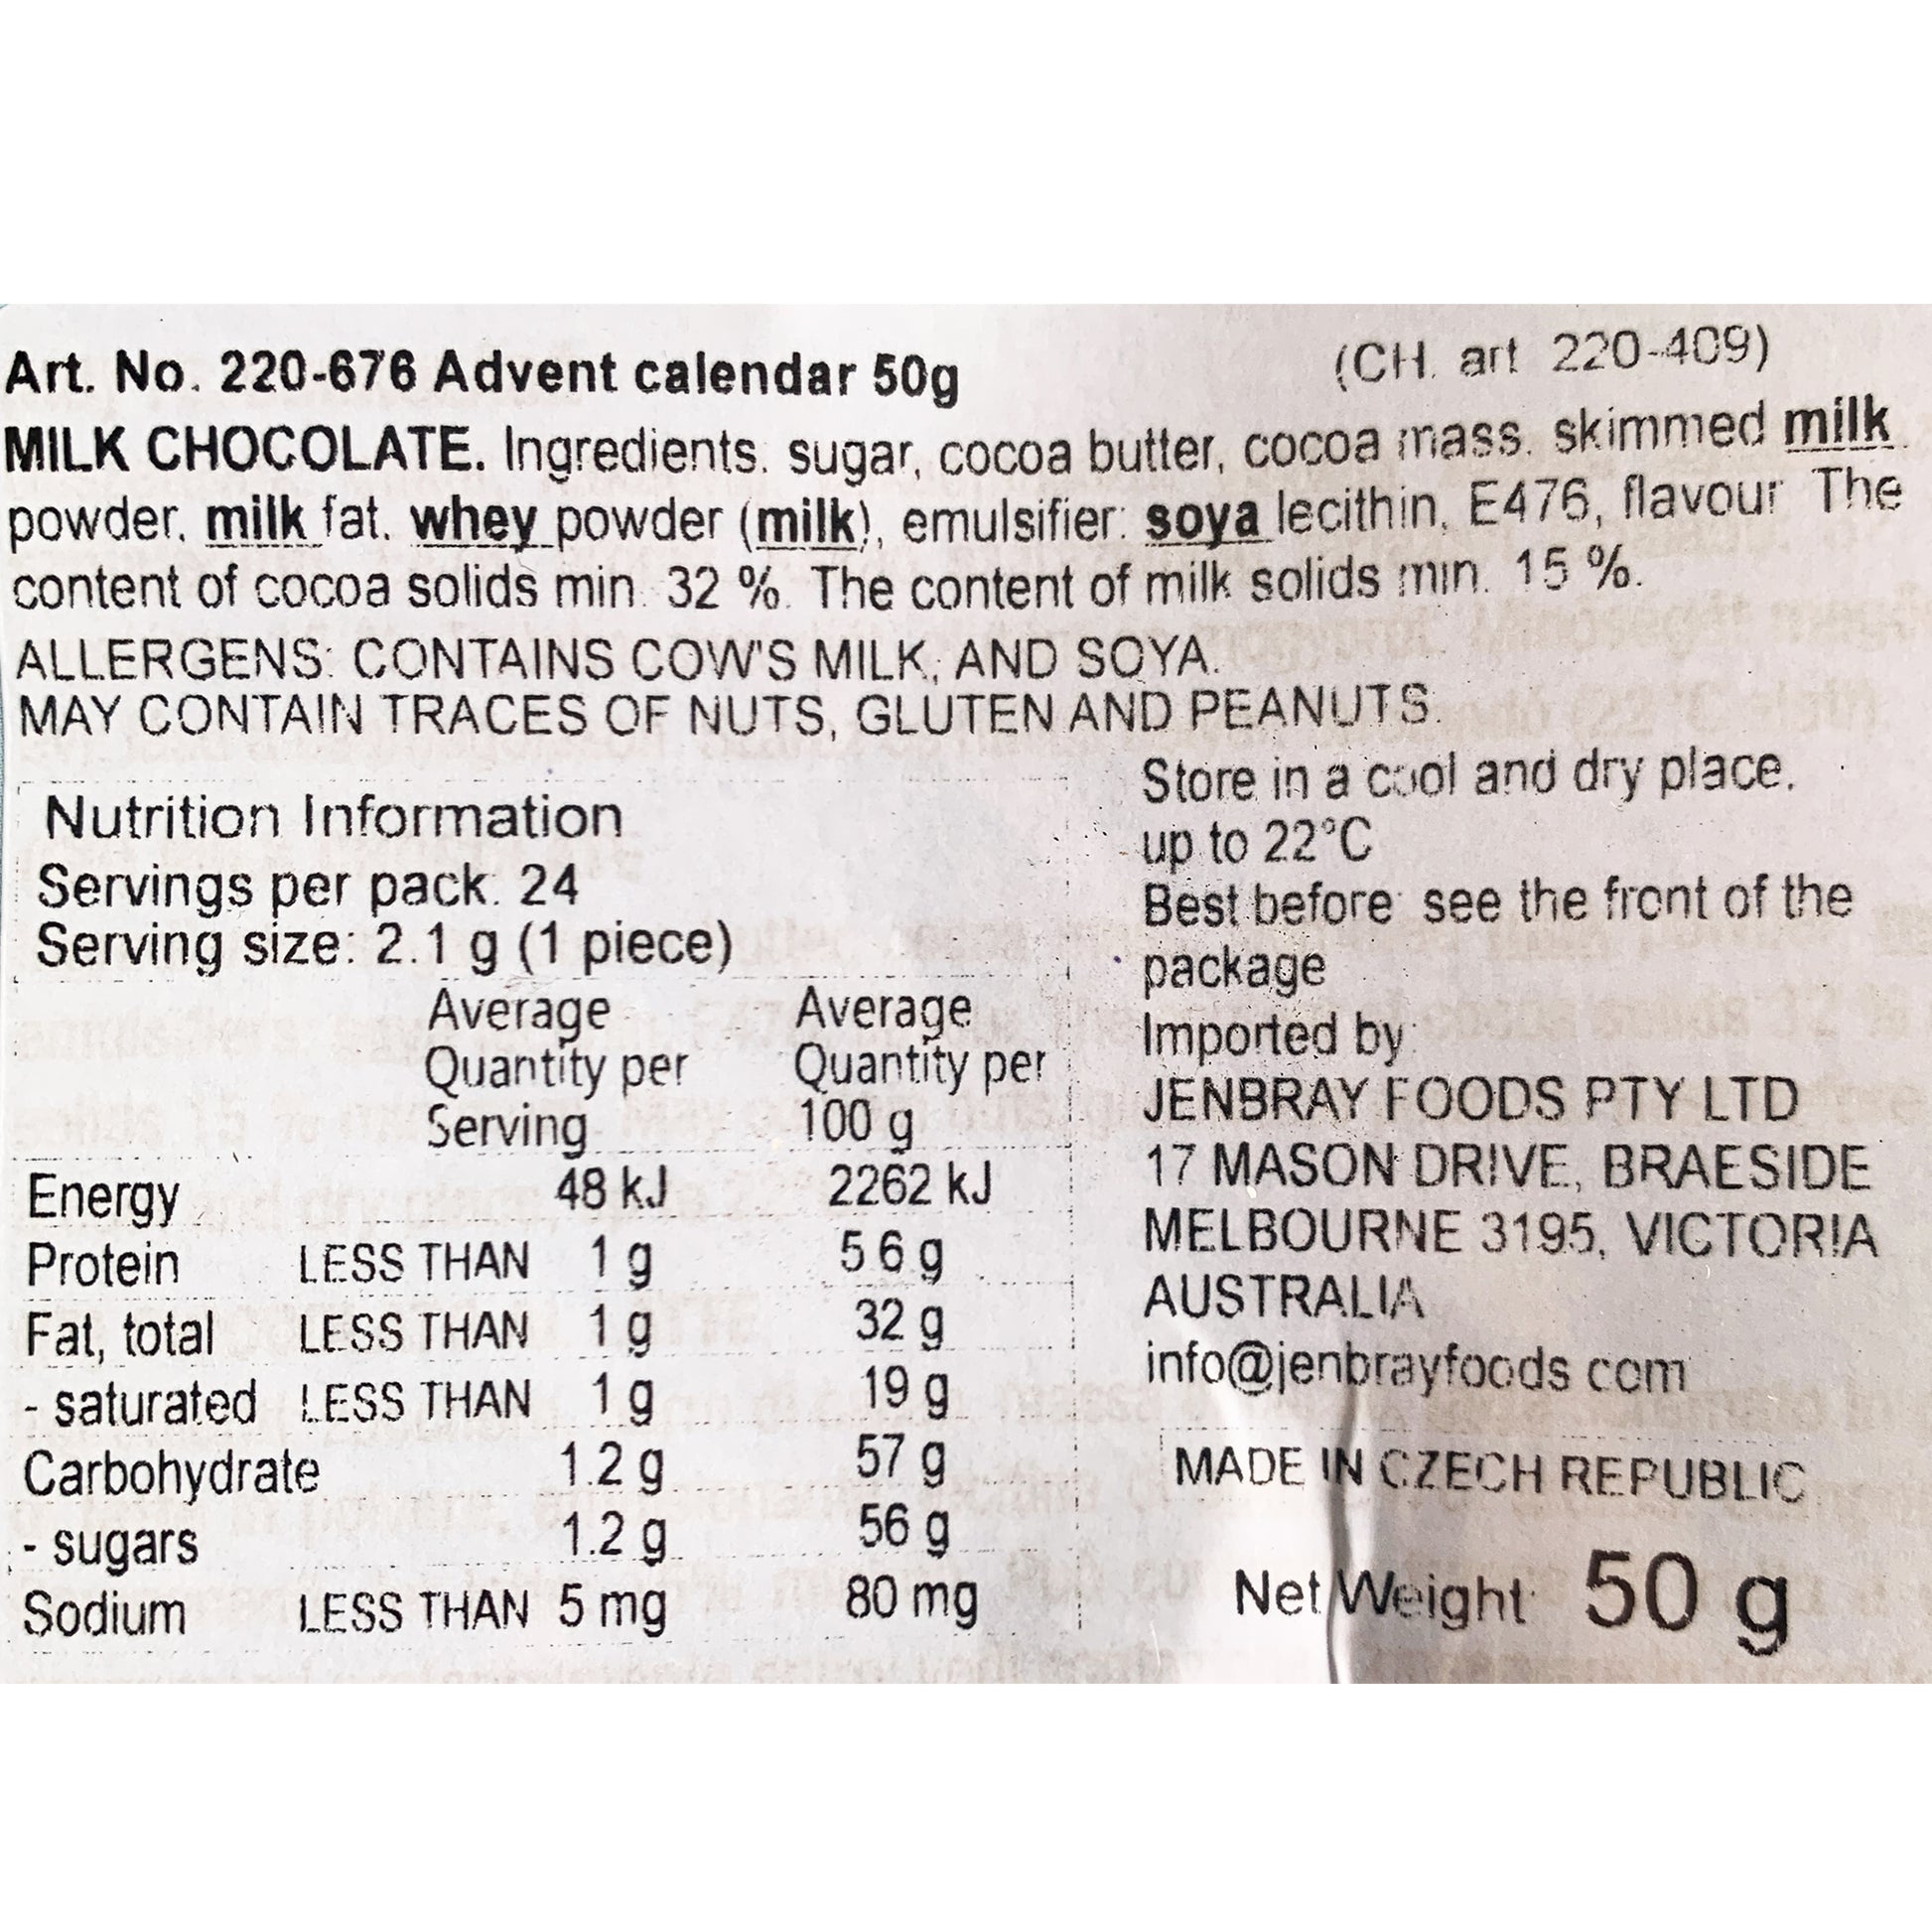 Art. No. 220-676 Advent calendar 50g (CH. art 220-409)
MILK CHOCOLATE. Ingredients. sugar, cocoa butter, cocoa mass. skimmed milk
powder, milk fat, whey powder (milk), emulsifier: soya lecithin, E476, flavour The
content of cocoa solids min. 32 %. The content of milk solids min. 15 %.
ALLERGENS: CONTAINS COW'S MILK, AND SOYA.
MAY CONTAIN TRACES OF NUTS, GLUTEN AND PEANUTS.
Nutrition Information
Servings per pack. 24
Serving size: 2.1 g (1 piece)
Average Average
Quantity per Quantity per
Serving 100 g
Energy 48 kJ 2262 kJ
Protein LESS THAN 1 g 5 6 g
Fat, total LESS THAN 1 g 32 g
- saturated LESS THAN 1 g 19 g
Carbohydrate 1.2 g 57 g
- sugars 1.2 g 56 g
Sodium LESS THAN 5 mg 80 mg
Store in a cool and dry place.
up to 22°C
Best before see the front of the
package
Imported by:
JENBRAY FOODS PTY LTD
17 MASON DRIVE, BRAESIDE
MELBOURNE 3195, VICTORIA
AUSTRALIA
info@jenbrayfoods com
MADE IN CZECH REPUBLIC
Net Weight 50 g